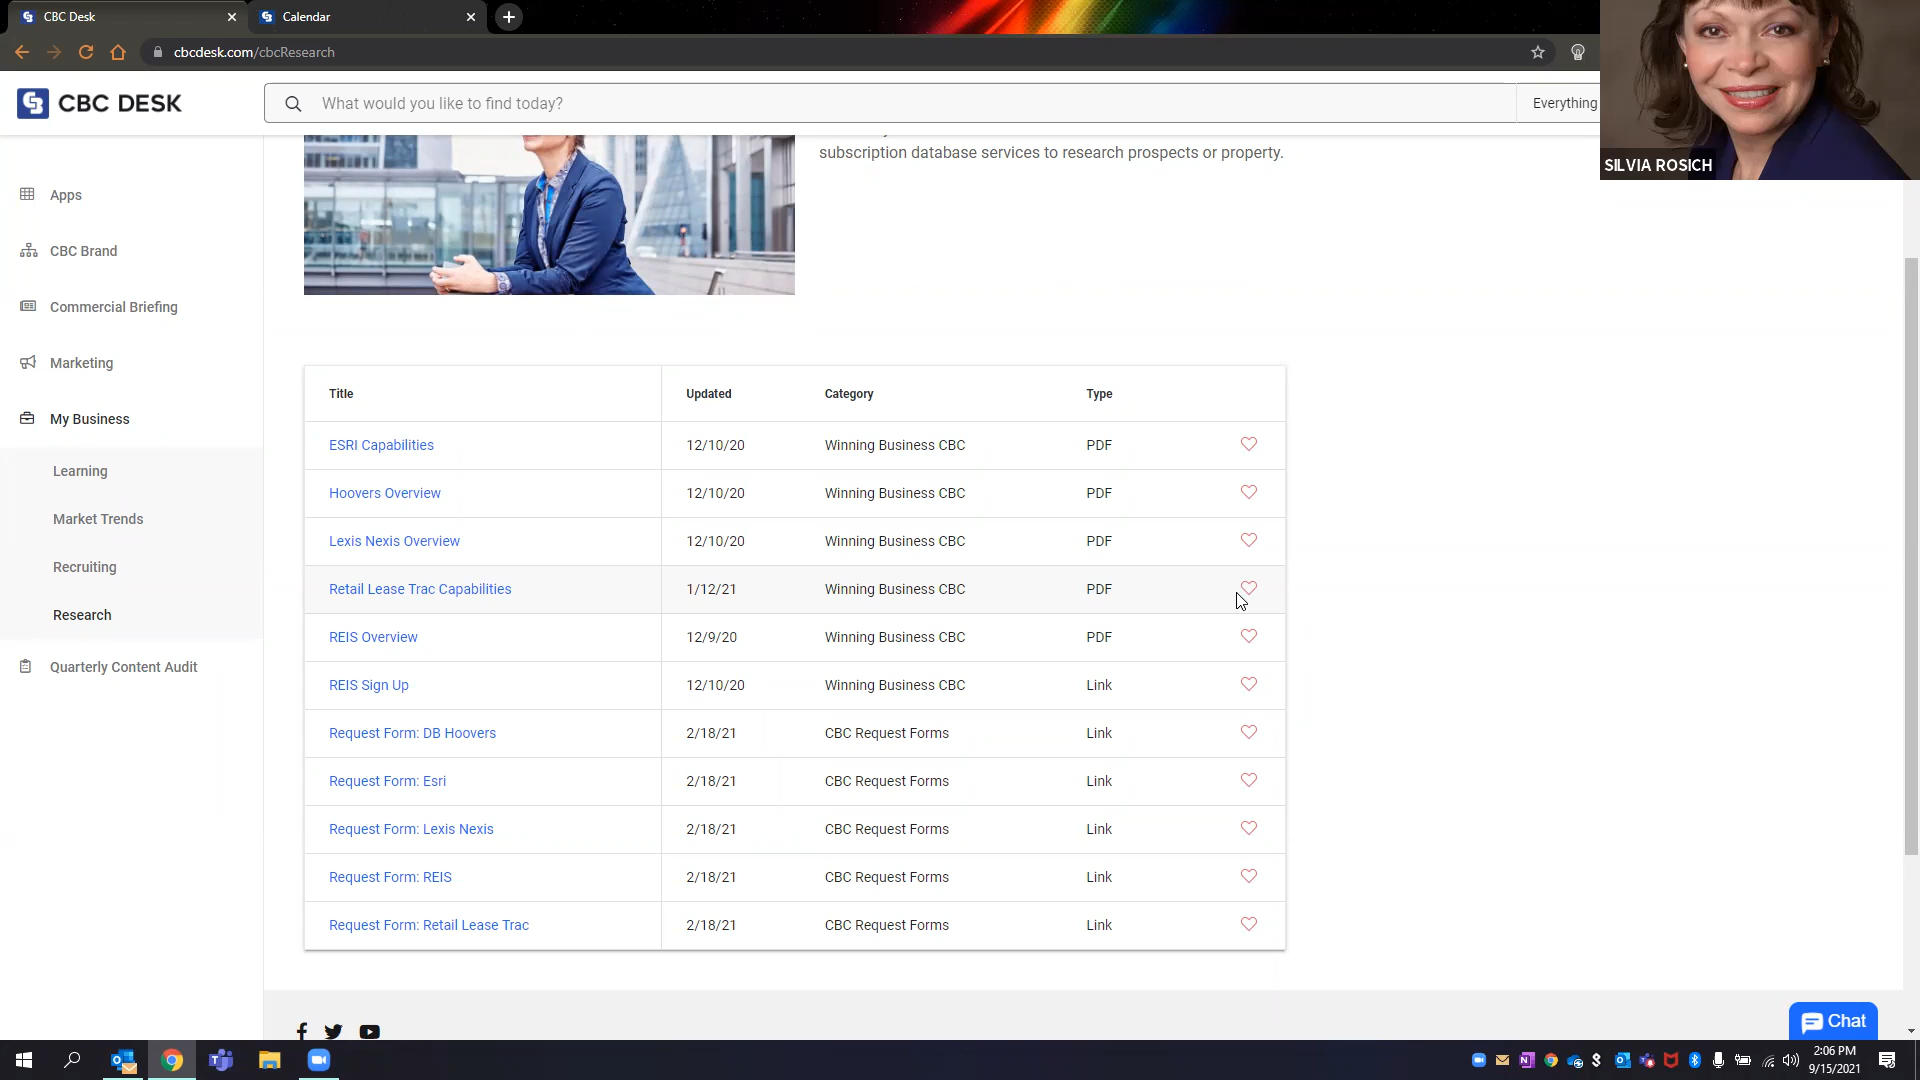 CBC Desk
Calendar
cbcdesk.com/cbcResearch
CBC DESK
What would you like to find today?
Everything
SILVIA ROSICH
subscription database services to research prospects or property.
Apps
CBC Brand
Commercial Briefing
Marketing
My Business
Learning
Market Trends
Recruiting
Research
Quarterly Content Audit
Title Updated Category Type
ESRI Capabilities 12/10/20 Winning Business CBC PDF
Hoovers Overview 12/10/20 Winning Business CBC PDF
Lexis Nexis Overview 12/10/20 Winning Business CBC PDF
Retail Lease Trac Capabilities 1/12/21 Winning Business CBC PDF
REIS Overview 12/9/20 Winning Business CBC PDF
REIS Sign Up 12/10/20 Winning Business CBC Link
Request Form: DB Hoovers 2/18/21 CBC Request Forms Link
Request Form: Esri 2/18/21 CBC Request Forms Link
Request Form: Lexis Nexis 2/18/21 CBC Request Forms Link
Request Form: REIS 2/18/21 CBC Request Forms Link
Request Form: Retail Lease Trac 2/18/21 CBC Request Forms Link
Chat
2:06 PM
9/15/2021